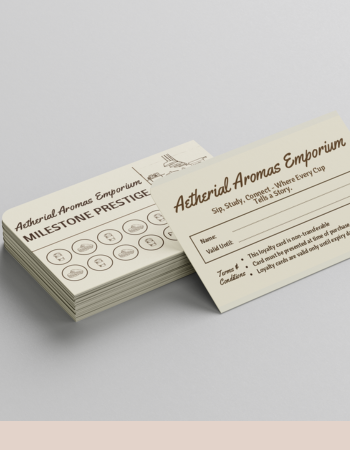 Aetherial Aromas Emporium
MILESTONE PRESTIGE
Aetherial Aromas Emporium
Sip, Study, Connect - Where Every Cup
Tells a Story.
Name:
Valid Until:
Terms &
Conditions
• This loyalty card is non-transferable
• Card must be presented at time of purchase
• Loyalty cards are valid only until expiry